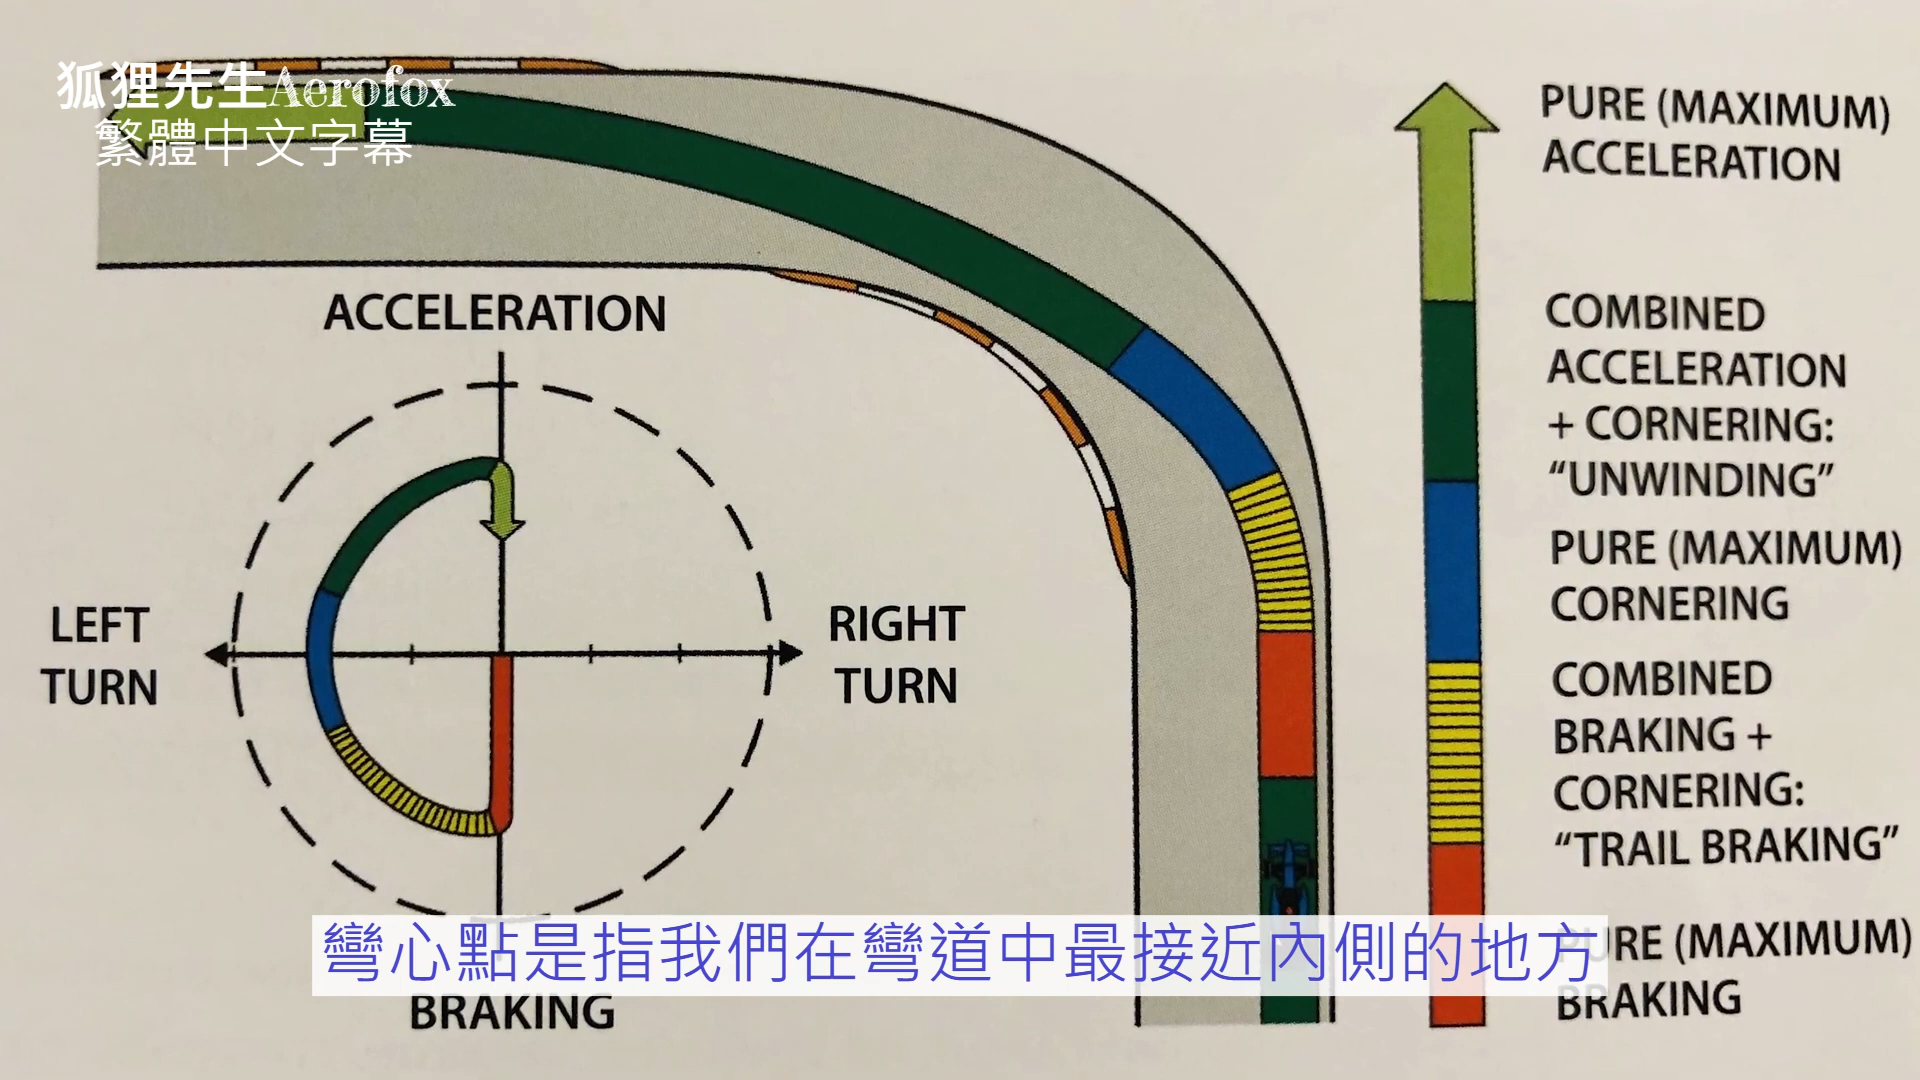 狐狸先生Aerofox
繁體中文字幕
PURE (MAXIMUM)
ACCELERATION
ACCELERATION
COMBINED
ACCELERATION
+ CORNERING:
“UNWINDING”
PURE (MAXIMUM)
CORNERING
LEFT
TURN
RIGHT
TURN
COMBINED
BRAKING +
CORNERING:
“TRAIL BRAKING”
PURE (MAXIMUM)
BRAKING
彎心點是指我們在彎道中最接近內側的地方
BRAKING